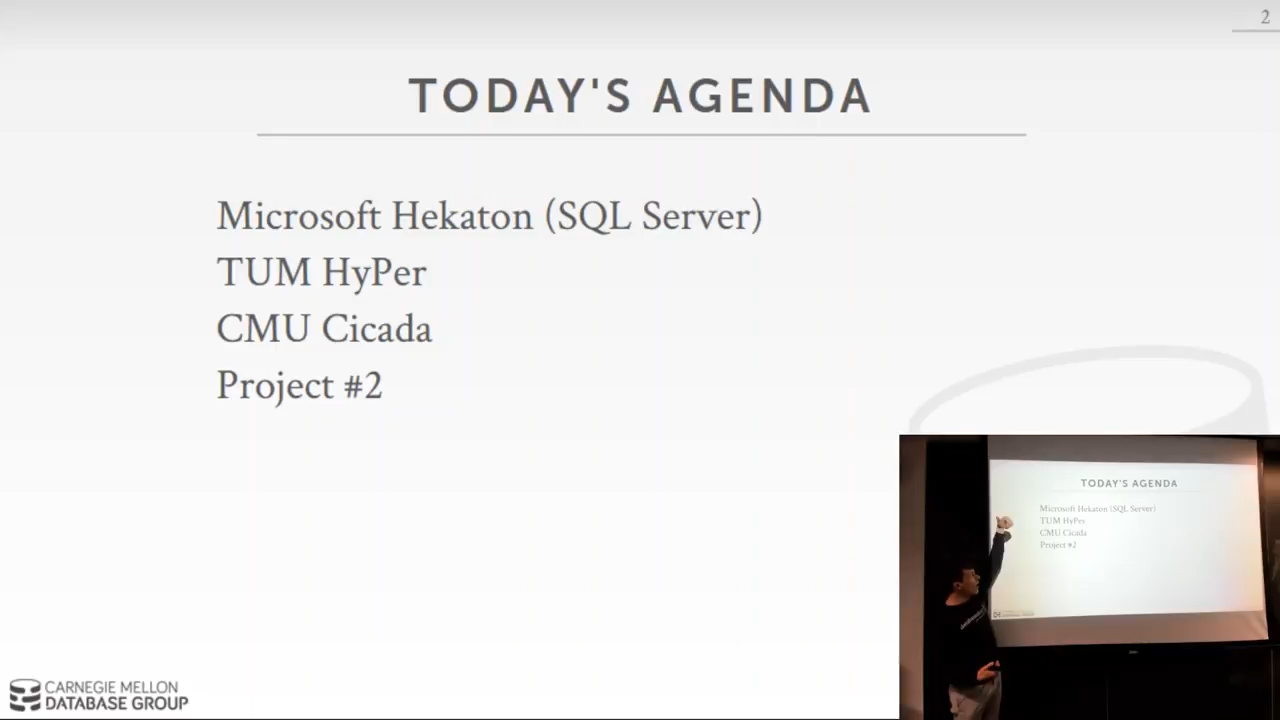 2
TODAY'S AGENDA
Microsoft Hekaton (SQL Server)
TUM HyPer
CMU Cicada
Project #2
TODAY'S AGENDA
Microsoft Hekaton (SQL Server)
TUM HyPer
CMU Cicada
Project #2
CARNEGIE MELLON
DATABASE GROUP